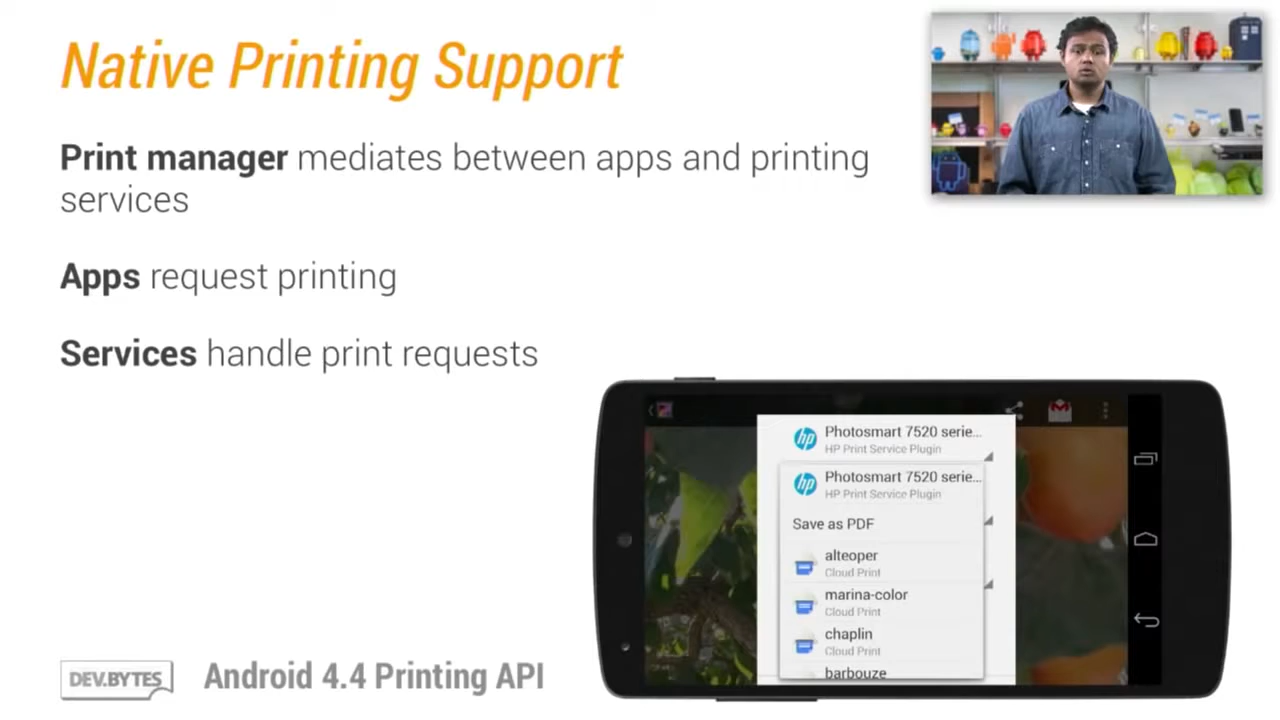 Native Printing Support
Print manager mediates between apps and printing
services
Apps request printing
Services handle print requests
hp
Photosmart 7520 serie...
HP Print Service Plugin
hp
Photosmart 7520 serie...
HP Print Service Plugin
Save as PDF
alteoper
Cloud Print
marina-color
Cloud Print
chaplin
Cloud Print
barbouze
DEV.BYTES
Android 4.4 Printing API